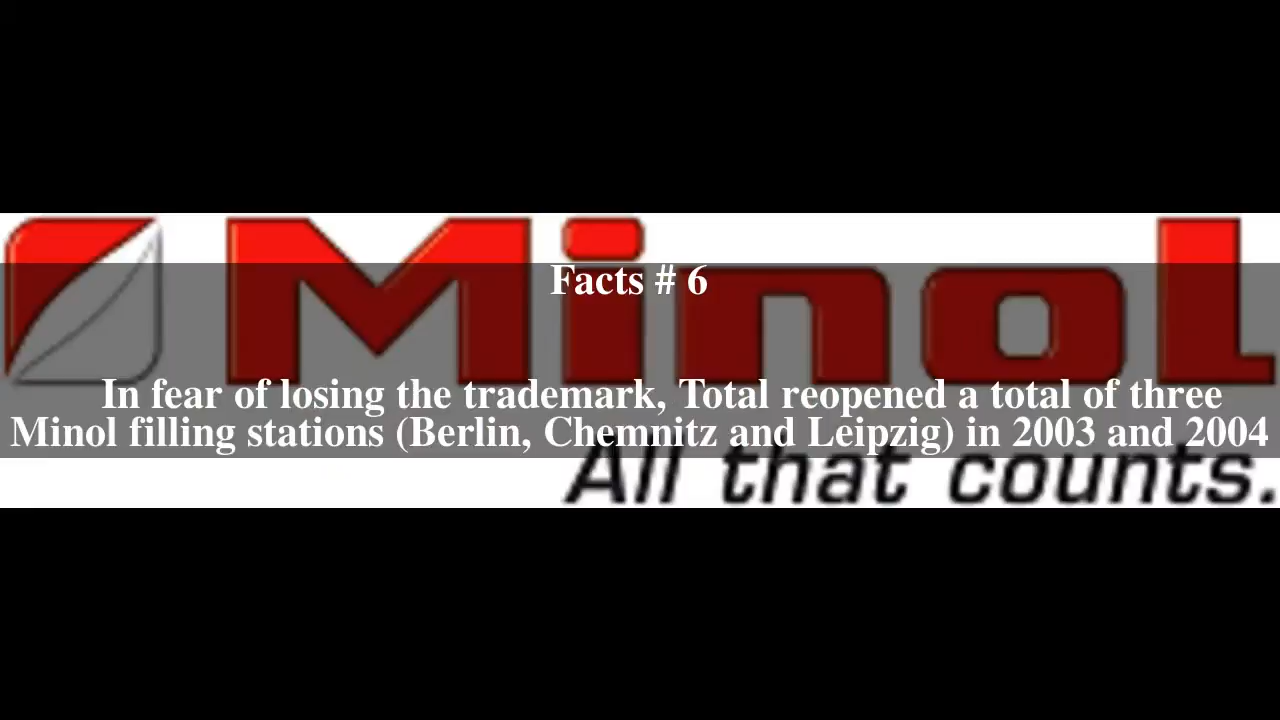 Minol
Facts # 6
In fear of losing the trademark, Total reopened a total of three
Minol filling stations (Berlin, Chemnitz and Leipzig) in 2003 and 2004
All that counts.